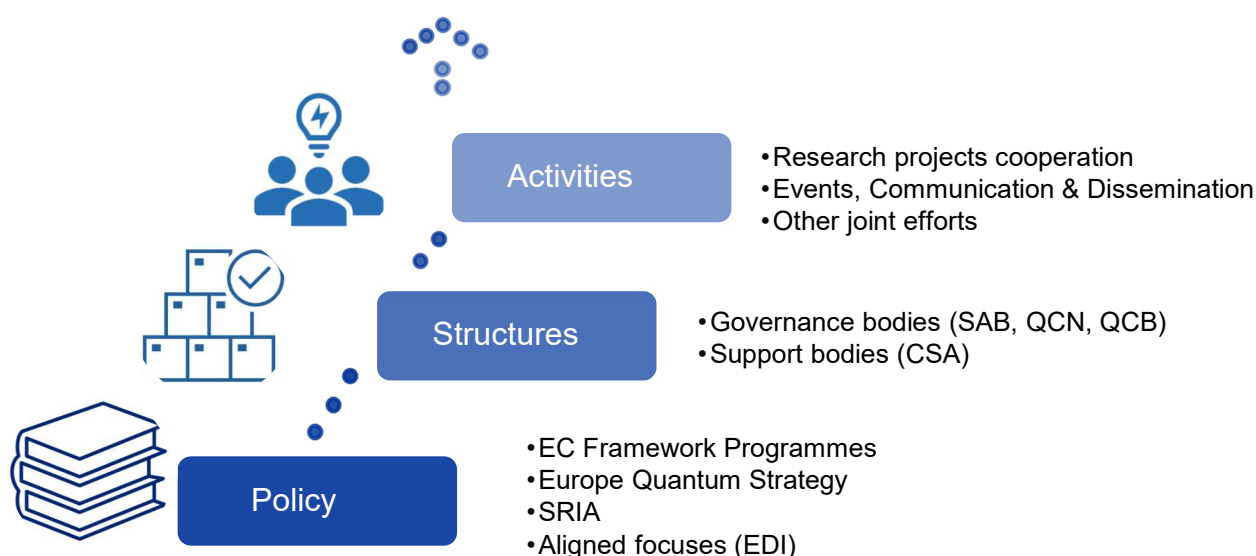 Activities
•Research projects cooperation
•Events, Communication & Dissemination
•Other joint efforts
Structures
•Governance bodies (SAB, QCN, QCB)
•Support bodies (CSA)
Policy
•EC Framework Programmes
•Europe Quantum Strategy
•SRIA
•Aligned focuses (EDI)